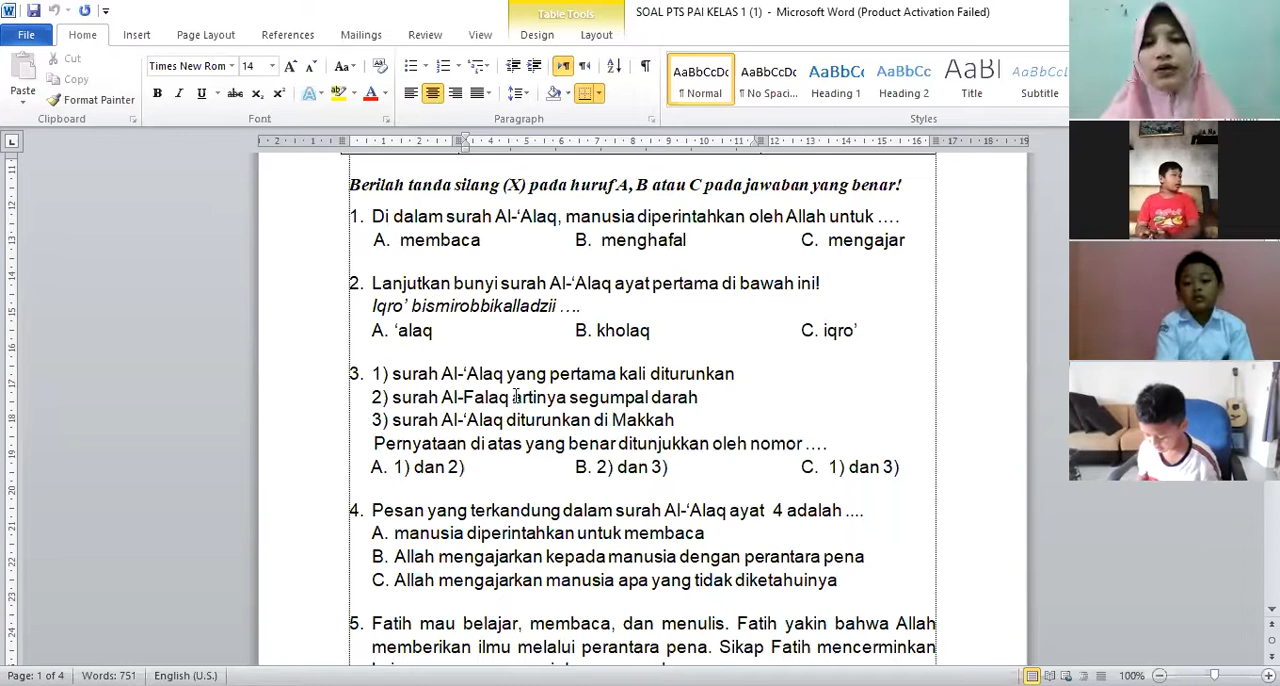 Table Tools
SOAL PTS PAI KELAS 1 (1) - Microsoft Word (Product Activation Failed)
File Home Insert Page Layout References Mailings Review View Design Layout
Cut
Copy
Format Painter
Paste
Times New Rom 14
AaBbCcDc AaBbCcDc AaBbCc AaBbCc AaBl AaBbCcL
¶ Normal ¶ No Spaci... Heading 1 Heading 2 Title Subtitle
Clipboard Font Paragraph Styles
Berilah tanda silang (X) pada huruf A, B atau C pada jawaban yang benar!
1. Di dalam surah Al-‘Alaq, manusia diperintahkan oleh Allah untuk ….
A. membaca B. menghafal C. mengajar
2. Lanjutkan bunyi surah Al-‘Alaq ayat pertama di bawah ini!
Iqro’ bismirobbikalladzii ….
A. ‘alaq B. kholaq C. iqro’
3. 1) surah Al-‘Alaq yang pertama kali diturunkan
2) surah Al-Falaq artinya segumpal darah
3) surah Al-‘Alaq diturunkan di Makkah
Pernyataan di atas yang benar ditunjukkan oleh nomor ….
A. 1) dan 2) B. 2) dan 3) C. 1) dan 3)
4. Pesan yang terkandung dalam surah Al-‘Alaq ayat 4 adalah ....
A. manusia diperintahkan untuk membaca
B. Allah mengajarkan kepada manusia dengan perantara pena
C. Allah mengajarkan manusia apa yang tidak diketahuinya
5. Fatih mau belajar, membaca, dan menulis. Fatih yakin bahwa Allah
memberikan ilmu melalui perantara pena. Sikap Fatih mencerminkan
Page: 1 of 4 Words: 751 English (U.S.) 100%